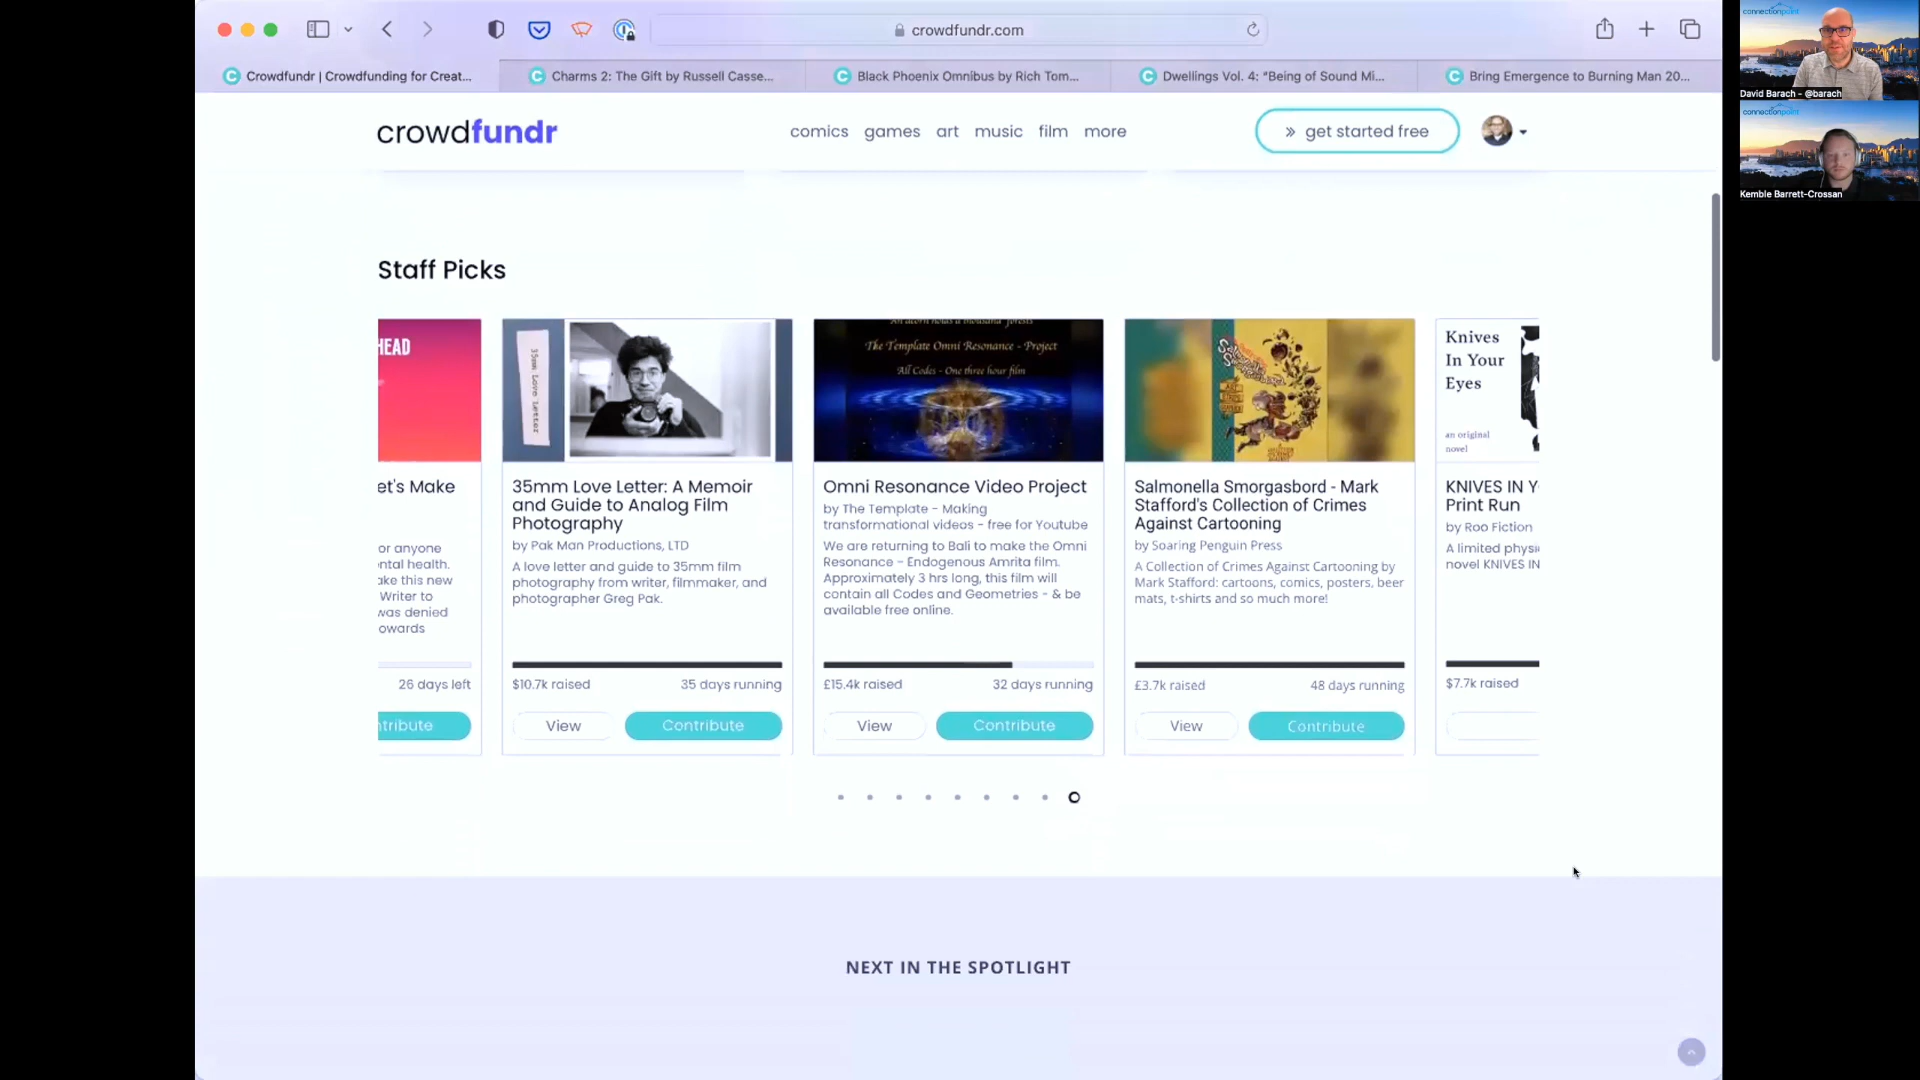 crowdfundr.com
Crowdfundr | Crowdfunding for Creat...
Charms 2: The Gift by Russell Casse...
Black Phoenix Omnibus by Rich Tom...
Dwellings Vol. 4: “Being of Sound Mi...
Bring Emergence to Burning Man 20...
crowdfundr
comics games art music film more
» get started free
connectionpoint
David Barach - @barach
connectionpoint
Kemble Barrett-Crossan
Staff Picks
HEAD
et's Make
or anyone
ntal health.
ake this new
Writer to
was denied
owards
26 days left
ntribute
35mm Love Letter
35mm Love Letter: A Memoir
and Guide to Analog Film
Photography
by Pak Man Productions, LTD
A love letter and guide to 35mm film
photography from writer, filmmaker, and
photographer Greg Pak.
$10.7k raised 35 days running
View Contribute
An acorn holds a thousand forests
The Template Omni Resonance - Project
All Codes - One three hour film
Omni Resonance Video Project
by The Template - Making
transformational videos - free for Youtube
We are returning to Bali to make the Omni
Resonance - Endogenous Amrita film.
Approximately 3 hrs long, this film will
contain all Codes and Geometries - & be
available free online.
£15.4k raised 32 days running
View Contribute
Salmonella Smorgasbord - Mark
Stafford's Collection of Crimes
Against Cartooning
by Soaring Penguin Press
A Collection of Crimes Against Cartooning by
Mark Stafford: cartoons, comics, posters, beer
mats, t-shirts and so much more!
£3.7k raised 48 days running
View Contribute
Knives
In Your
Eyes
an original
novel
KNIVES IN Y
Print Run
by Roo Fiction
A limited physi
novel KNIVES IN
$7.7k raised
NEXT IN THE SPOTLIGHT